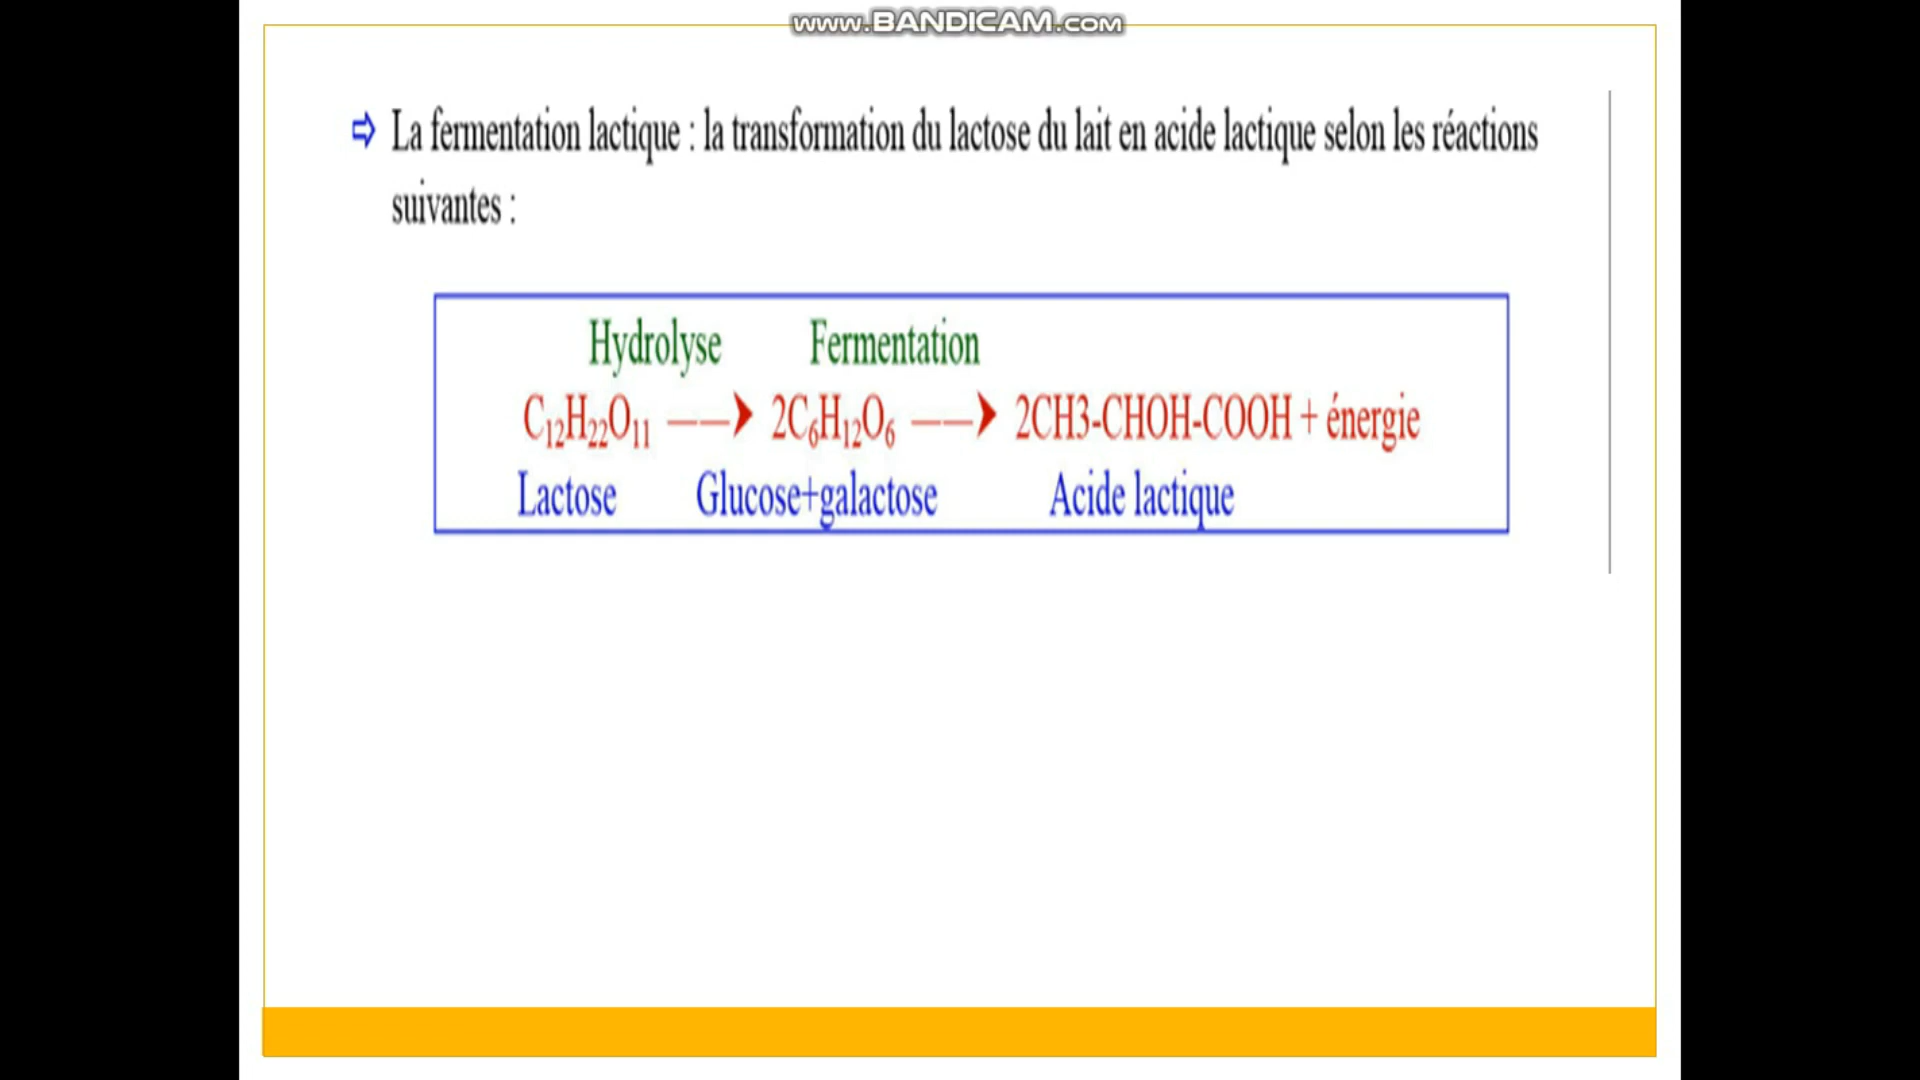 www.BANDICAM.com
⇨ La fermentation lactique : la transformation du lactose du lait en acide lactique selon les réactions
suivantes :
Hydrolyse Fermentation
C₁₂H₂₂O₁₁ ——➤ 2C₆H₁₂O₆ ——➤ 2CH3-CHOH-COOH + énergie
Lactose Glucose+galactose Acide lactique